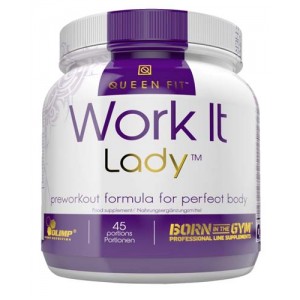 QUEEN FIT
Work It
Lady™
preworkout formula for perfect body
Food supplement / Nahrungsergänzungsmittel
45
portions
Portionen
OLIMP
BORN IN THE GYM
PROFESSIONAL LINE SUPPLEMENTS